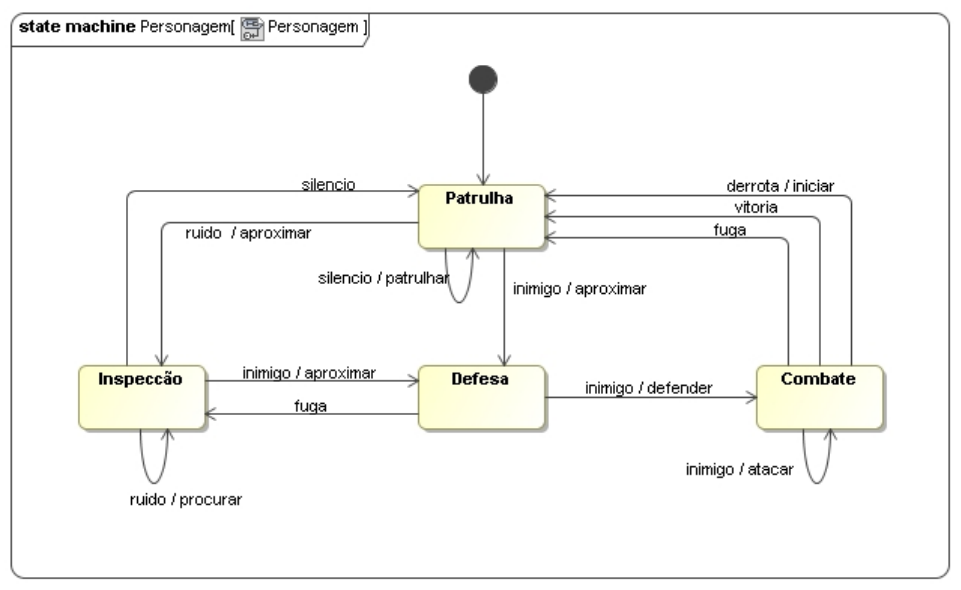 state machine Personagem[ Personagem ]
silencio
Patrulha
derrota / iniciar
vitoria
fuga
ruido / aproximar
silencio / patrulhar
inimigo / aproximar
Inspeccão
inimigo / aproximar
Defesa
inimigo / defender
Combate
fuga
inimigo / atacar
ruido / procurar